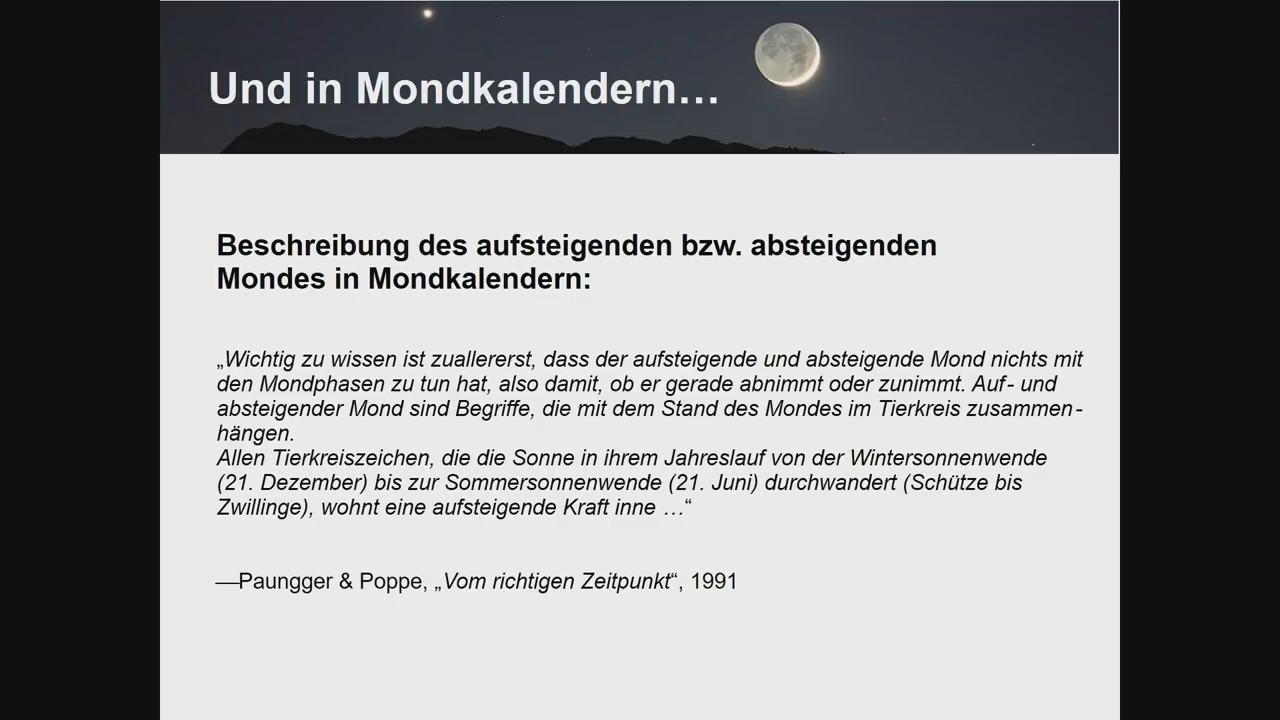 Und in Mondkalendern…
Beschreibung des aufsteigenden bzw. absteigenden
Mondes in Mondkalendern:
„Wichtig zu wissen ist zuallererst, dass der aufsteigende und absteigende Mond nichts mit
den Mondphasen zu tun hat, also damit, ob er gerade abnimmt oder zunimmt. Auf- und
absteigender Mond sind Begriffe, die mit dem Stand des Mondes im Tierkreis zusammen-
hängen.
Allen Tierkreiszeichen, die die Sonne in ihrem Jahreslauf von der Wintersonnenwende
(21. Dezember) bis zur Sommersonnenwende (21. Juni) durchwandert (Schütze bis
Zwillinge), wohnt eine aufsteigende Kraft inne …“
—Paungger & Poppe, „Vom richtigen Zeitpunkt“, 1991